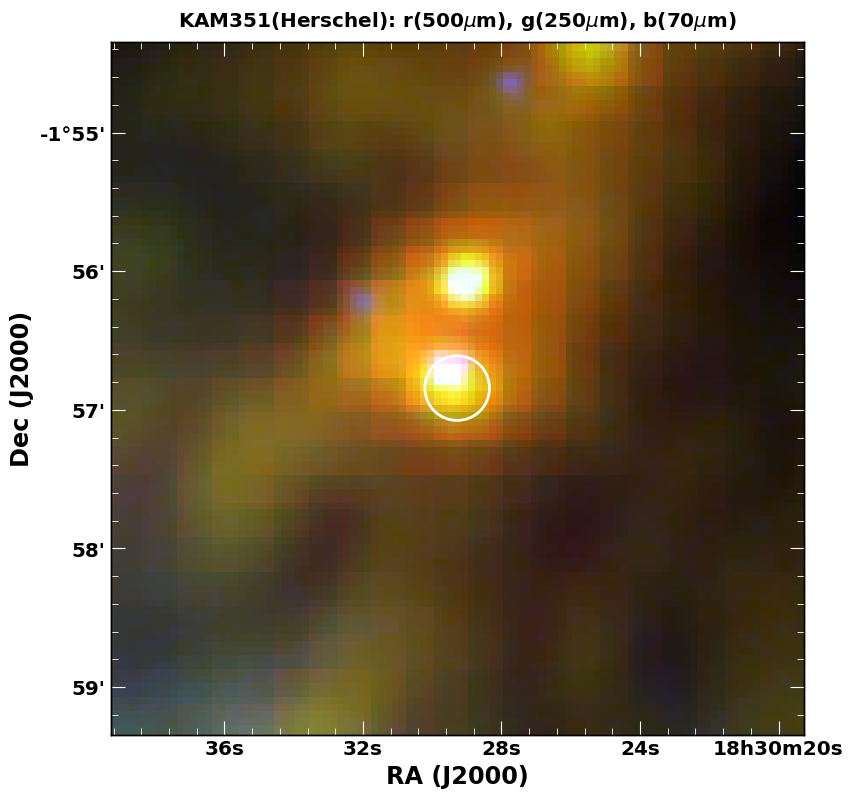 KAM351(Herschel): r(500μm), g(250μm), b(70μm)
-1°55'
56'
57'
58'
59'
Dec (J2000)
36s 32s 28s 24s 18h30m20s
RA (J2000)